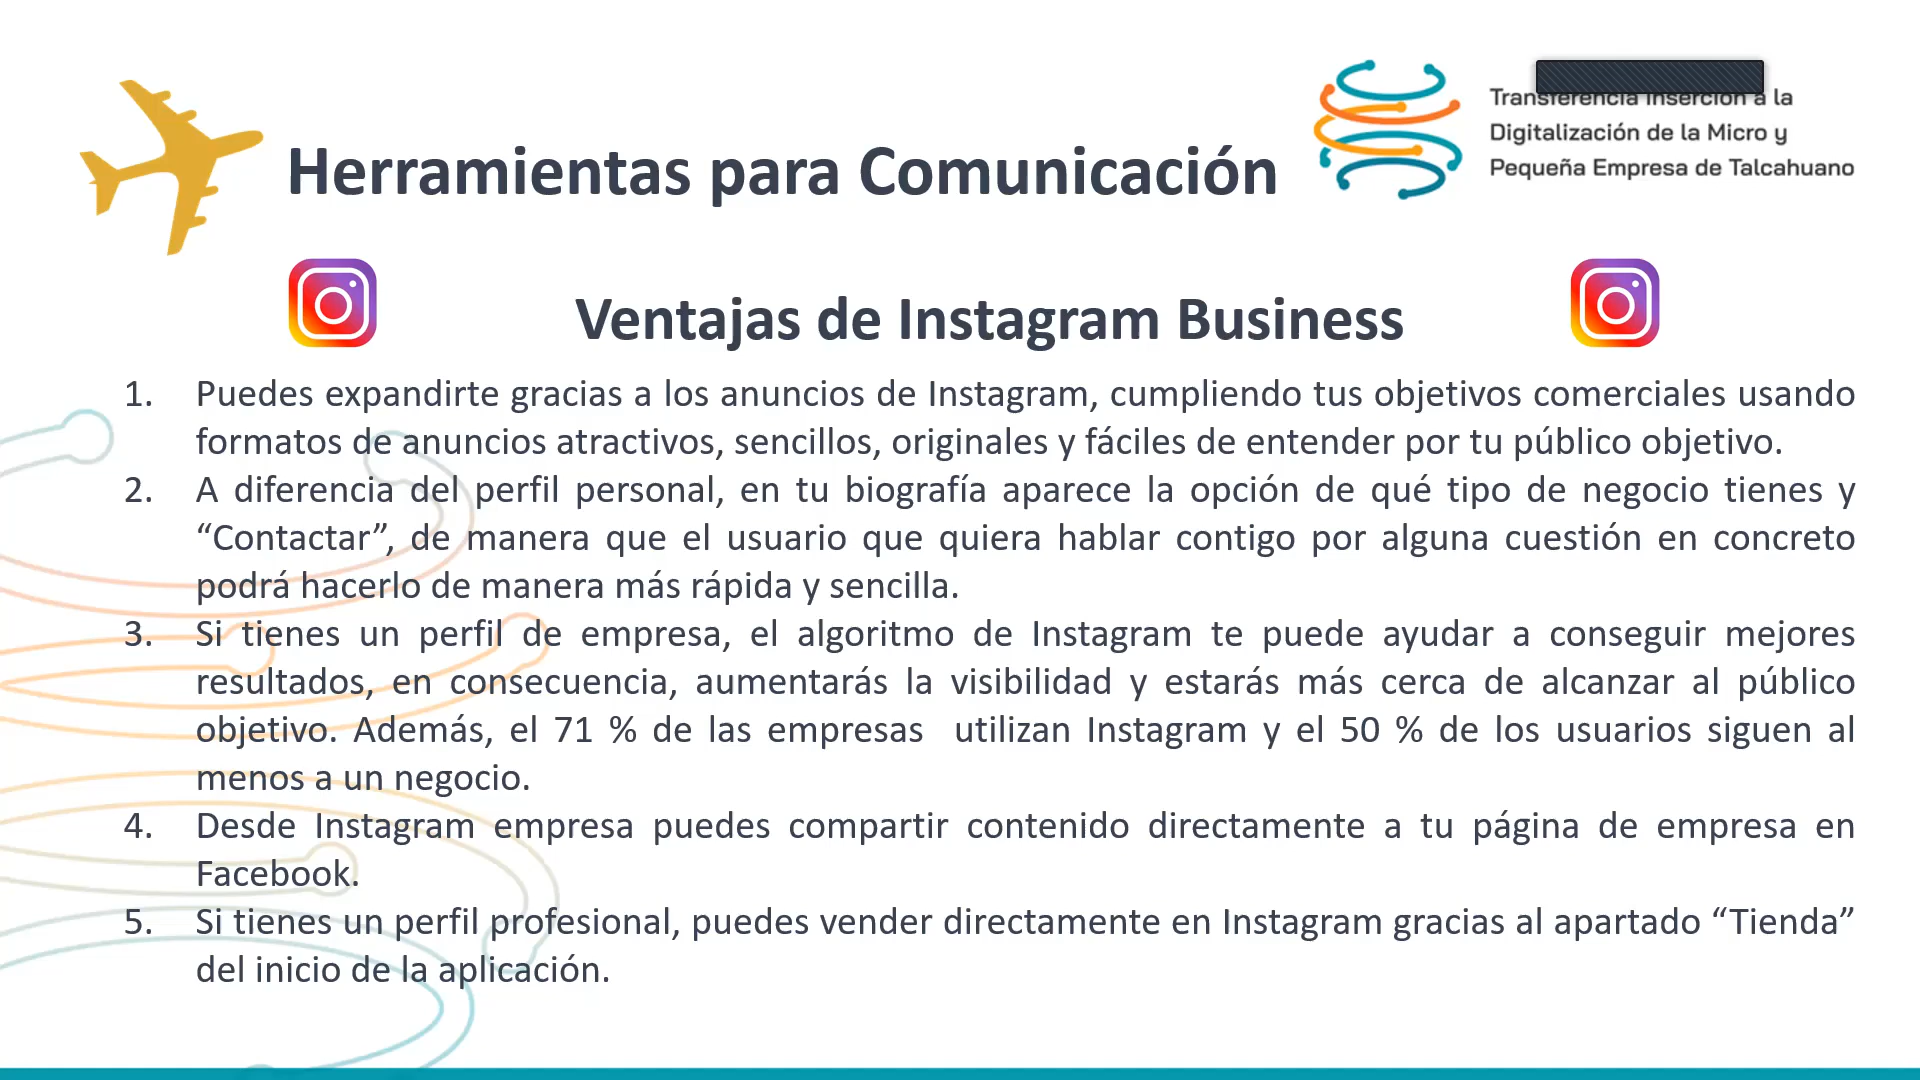 Transferencia Inserción a la
Digitalización de la Micro y
Pequeña Empresa de Talcahuano
Herramientas para Comunicación
Ventajas de Instagram Business
1. Puedes expandirte gracias a los anuncios de Instagram, cumpliendo tus objetivos comerciales usando
formatos de anuncios atractivos, sencillos, originales y fáciles de entender por tu público objetivo.
2. A diferencia del perfil personal, en tu biografía aparece la opción de qué tipo de negocio tienes y
“Contactar”, de manera que el usuario que quiera hablar contigo por alguna cuestión en concreto
podrá hacerlo de manera más rápida y sencilla.
3. Si tienes un perfil de empresa, el algoritmo de Instagram te puede ayudar a conseguir mejores
resultados, en consecuencia, aumentarás la visibilidad y estarás más cerca de alcanzar al público
objetivo. Además, el 71 % de las empresas utilizan Instagram y el 50 % de los usuarios siguen al
menos a un negocio.
4. Desde Instagram empresa puedes compartir contenido directamente a tu página de empresa en
Facebook.
5. Si tienes un perfil profesional, puedes vender directamente en Instagram gracias al apartado “Tienda”
del inicio de la aplicación.